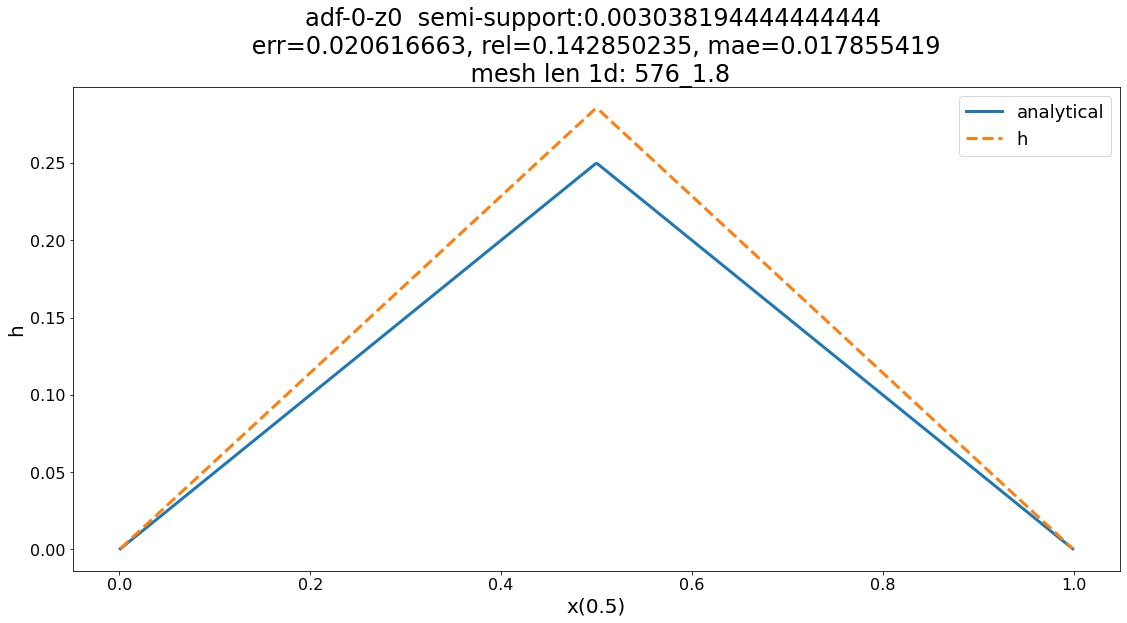 adf-0-z0  semi-support:0.003038194444444444
err=0.020616663, rel=0.142850235, mae=0.017855419
mesh len 1d: 576_1.8
analytical
h
h
0.25
0.20
0.15
0.10
0.05
0.00
0.0 0.2 0.4 0.6 0.8 1.0
x(0.5)